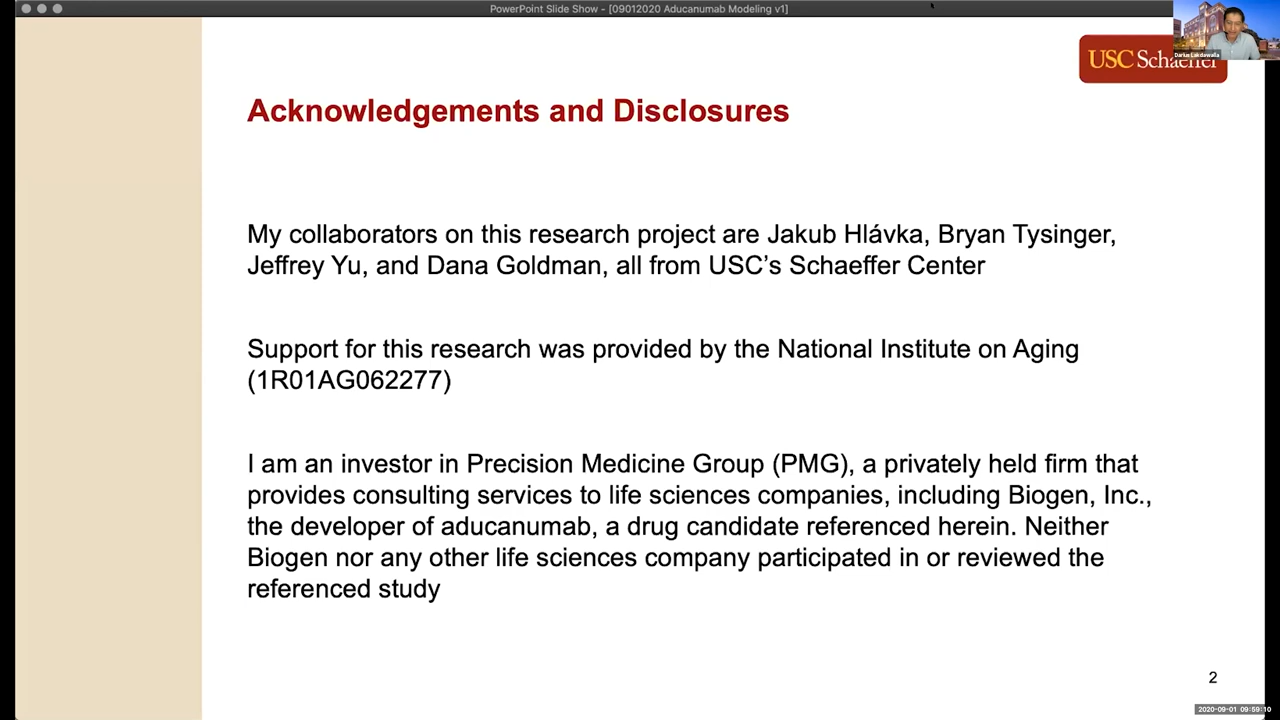 PowerPoint Slide Show - [09012020 Aducanumab Modeling v1]
USC Schaeffer
Darius Lakdawalla
Acknowledgements and Disclosures
My collaborators on this research project are Jakub Hlávka, Bryan Tysinger,
Jeffrey Yu, and Dana Goldman, all from USC’s Schaeffer Center
Support for this research was provided by the National Institute on Aging
(1R01AG062277)
I am an investor in Precision Medicine Group (PMG), a privately held firm that
provides consulting services to life sciences companies, including Biogen, Inc.,
the developer of aducanumab, a drug candidate referenced herein. Neither
Biogen nor any other life sciences company participated in or reviewed the
referenced study
2
2020-09-01 09:59:10